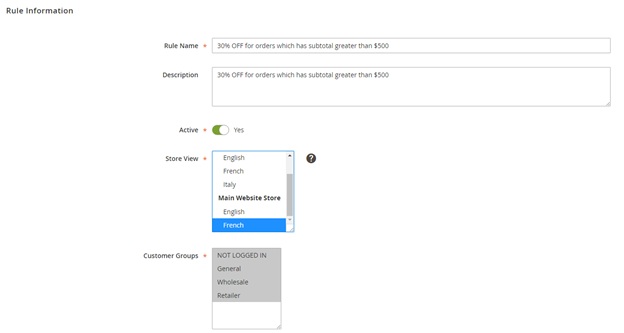 Rule Information
Rule Name *
30% OFF for orders which has subtotal greater than $500
Description
30% OFF for orders which has subtotal greater than $500
Active *
Yes
Store View *
English
French
Italy
Main Website Store
English
French
?
Customer Groups *
NOT LOGGED IN
General
Wholesale
Retailer